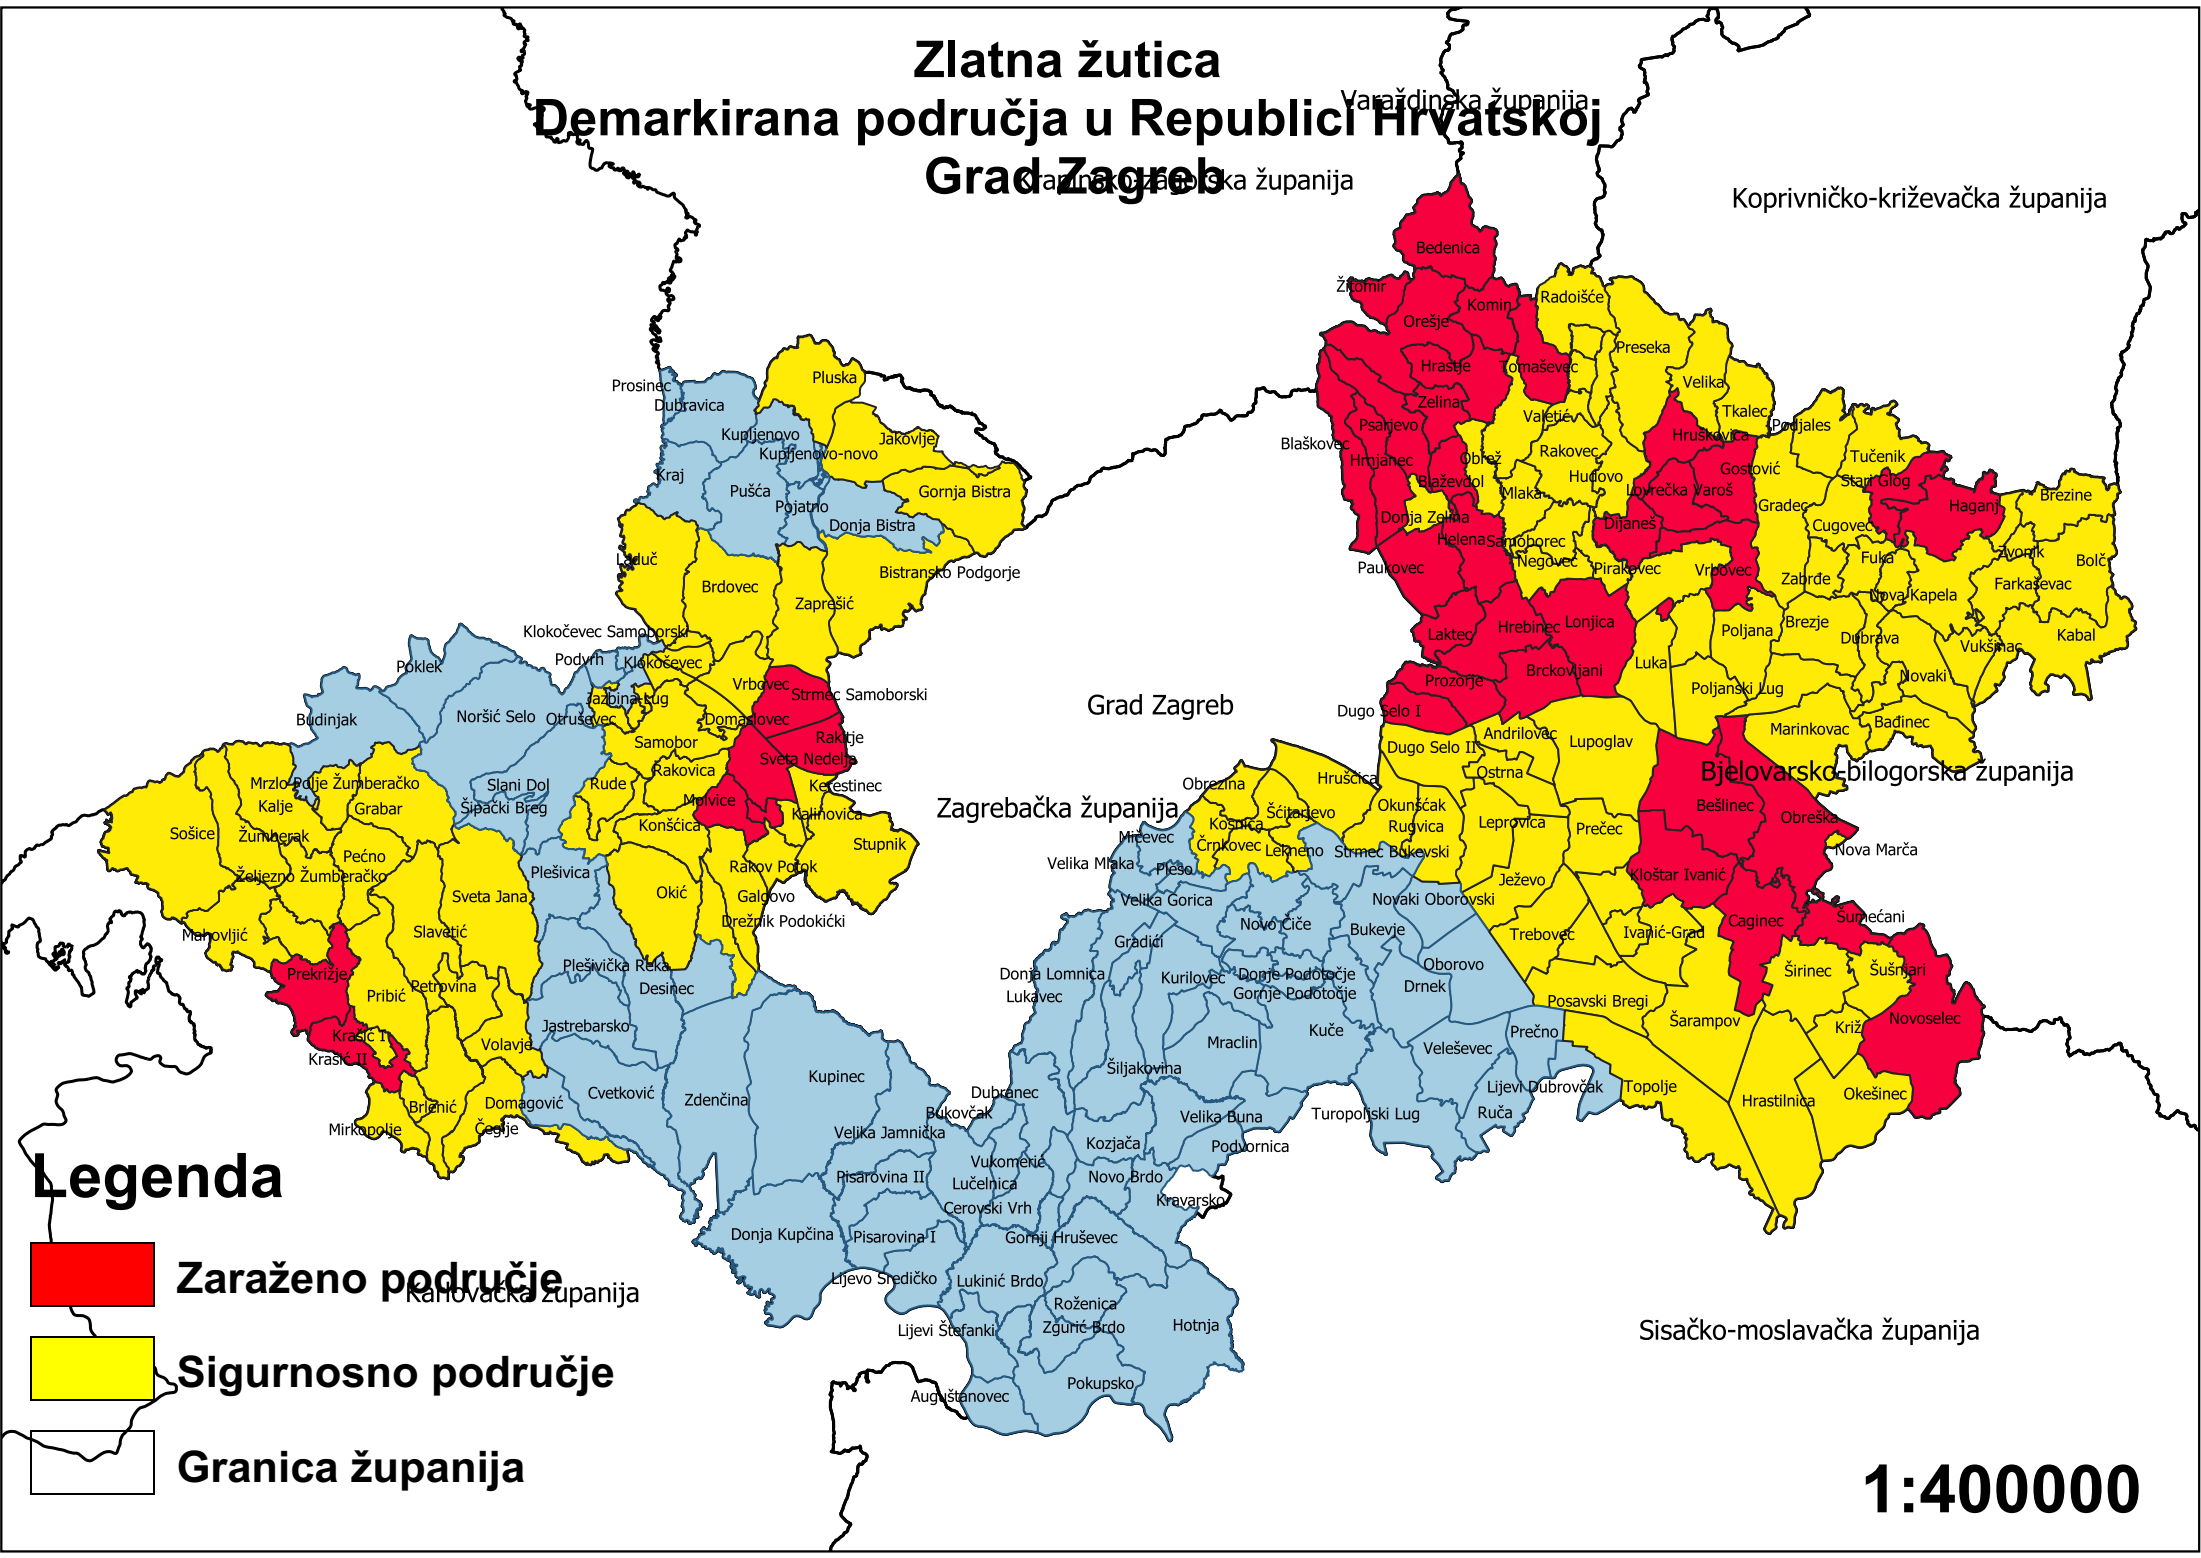 Zlatna žutica
Demarkirana područja u Republici Hrvatskoj
Grad Zagreb
Varaždinska županija
Krapinsko-zagorska županija
Koprivničko-križevačka županija
Bedenica
Žitomir
Komin
Radoišće
Orešje
Preseka
Hrastje
Tomaševec
Pluska
Velika
Prosinec
Dubravica
Zelina
Valetić
Tkalec
Podjales
Psarjevo
Kupljenovo
Jakovlje
Hruškovica
Blaškovec
Kupljenovo-novo
Rakovec
Hrnjanec
Obrež
Tučenik
Gostović
Kraj
Hudovo
Blaževdol
Stari Glog
Pušća
Gornja Bistra
Mlaka
Lovrečka Varoš
Brezine
Pojatno
Gradec
Haganj
Donja Zelina
Donja Bistra
Dijaneš
Cugovec
Helena
Samoborec
Zvonik
Laduč
Negovec
Pirakovec
Vrbovec
Fuka
Bolč
Paukovec
Bistransko Podgorje
Zabrđe
Farkaševac
Brdovec
Nova Kapela
Zaprešić
Lonjica
Hrebinec
Brezje
Klokočevec Samoborski
Laktec
Poljana
Dubrava
Kabal
Vukšinac
Podvrh
Klokočevec
Luka
Poklek
Brckovljani
Novaki
Vrbovec
Prozorje
Strmec Samoborski
Poljanski Lug
Jazbina-Lug
Grad Zagreb
Dugo Selo I
Budinjak
Noršić Selo
Otruševec
Domaslovec
Bađinec
Marinkovac
Rakitje
Samobor
Andrilovec
Lupoglav
Dugo Selo II
Sveta Nedelja
Rakovica
Ostrna
Bjelovarsko-bilogorska županija
Mrzlo Polje Žumberačko
Slani Dol
Rude
Kerestinec
Obrezina
Hruščica
Kalje
Grabar
Šipački Breg
Molvice
Zagrebačka županija
Okunšćak
Bešlinec
Kalinovica
Šćitarjevo
Obreška
Sošice
Žumberak
Konšćica
Kosnica
Rugvica
Leprovica
Prečec
Mičevec
Stupnik
Črnkovec
Lekneno
Strmec Bukevski
Nova Marča
Pećno
Velika Mlaka
Pleso
Rakov Potok
Željezno Žumberačko
Plešivica
Kloštar Ivanić
Ježevo
Sveta Jana
Okić
Galgovo
Velika Gorica
Novaki Oborovski
Drežnik Podokićki
Caginec
Šumećani
Novo Čiče
Bukevje
Mahovljić
Slavetić
Gradići
Trebovec
Ivanić-Grad
Plešivička Reka
Oborovo
Prekrižje
Donja Lomnica
Kurilovec
Donje Podotočje
Širinec
Šušnjari
Petrovina
Desinec
Drnek
Pribić
Lukavec
Gornje Podotočje
Posavski Bregi
Jastrebarsko
Kuče
Prečno
Šarampov
Križ
Novoselec
Krašić I
Volavje
Mraclin
Veleševec
Krašić II
Šiljakovina
Kupinec
Lijevi Dubrovčak
Topolje
Cvetković
Dubranec
Okešinec
Zdenčina
Hrastilnica
Brlenić
Domagović
Bukovčak
Turopoljski Lug
Ruča
Velika Buna
Mirkopolje
Čeglje
Velika Jamnička
Kozjača
Podvornica
Vukomerić
Legenda
Pisarovina II
Lučelnica
Novo Brdo
Kravarsko
Cerovski Vrh
Donja Kupčina
Pisarovina I
Gornji Hruševec
Zaraženo područje
Karlovačka županija
Lijevo Središčko
Lukinić Brdo
Roženica
Lijevi Štefanki
Zgurić Brdo
Hotnja
Sisačko-moslavačka županija
Sigurnosno područje
Pokupsko
Auguštanovec
Granica županija
1:400000